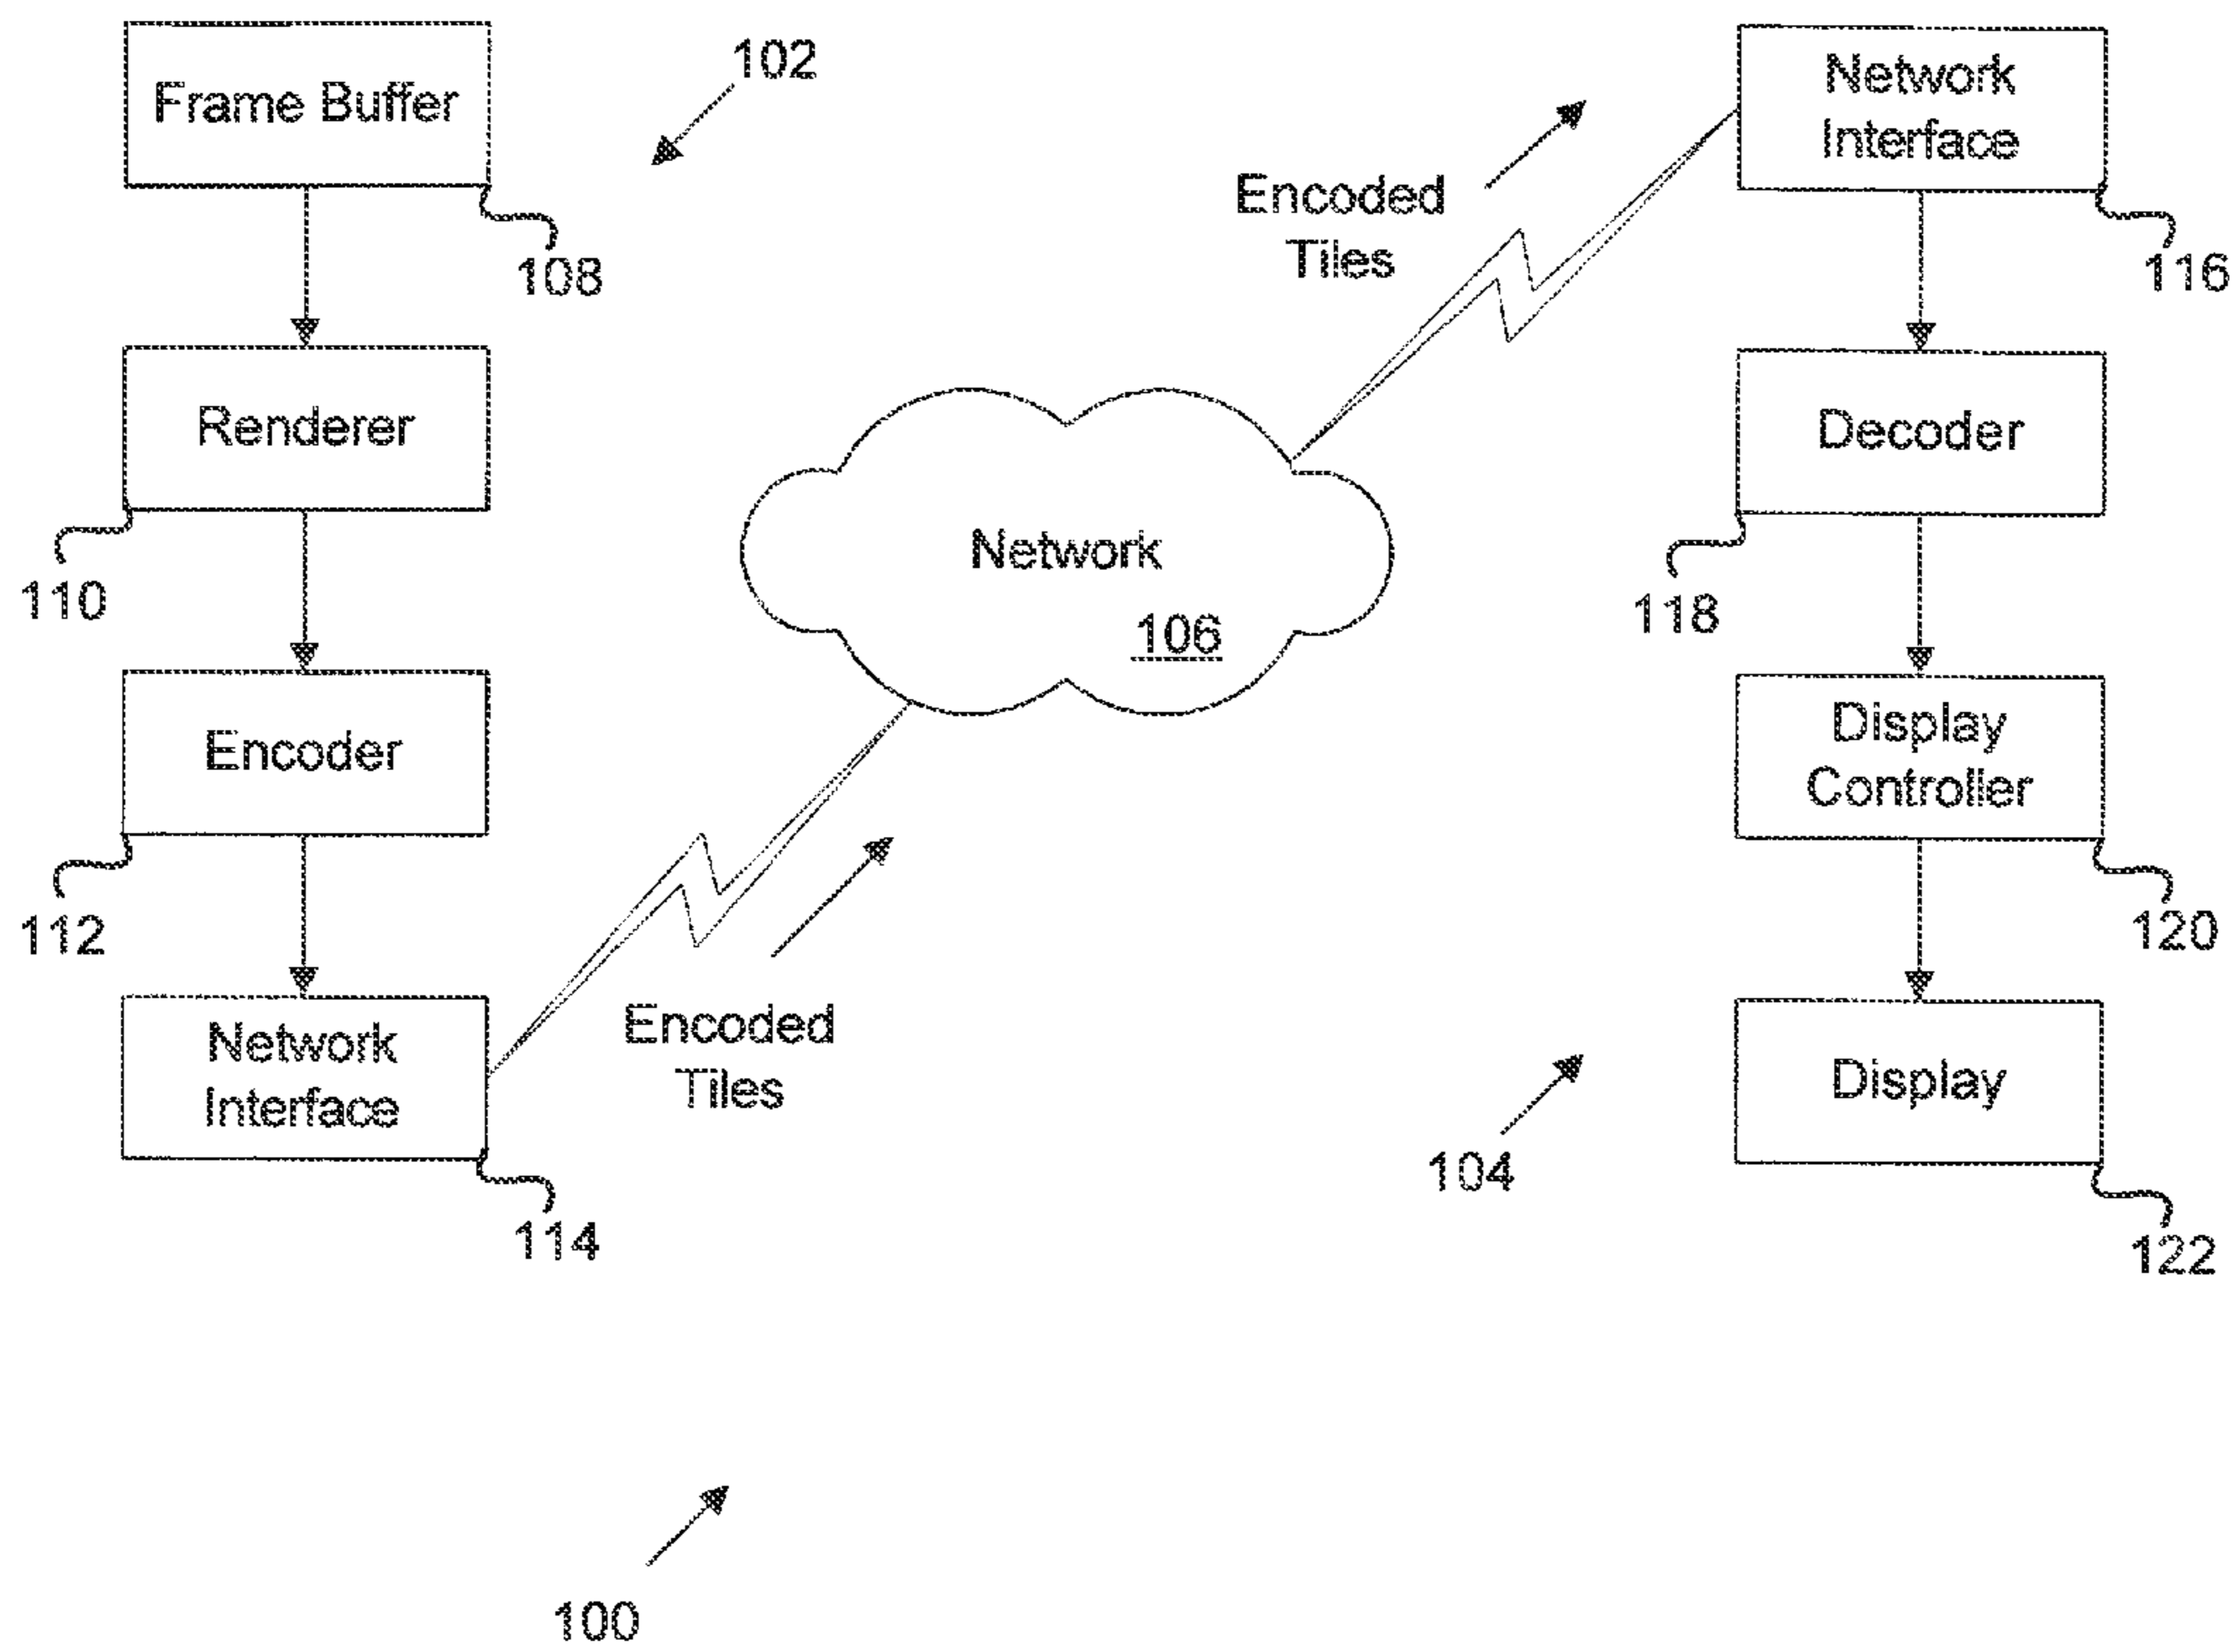 Frame Buffer
108
102
Renderer
110
Encoder
112
Network
Interface
114
Encoded
Tiles
Network
106
Encoded
Tiles
Network
Interface
116
Decoder
118
Display
Controller
120
Display
122
104
100